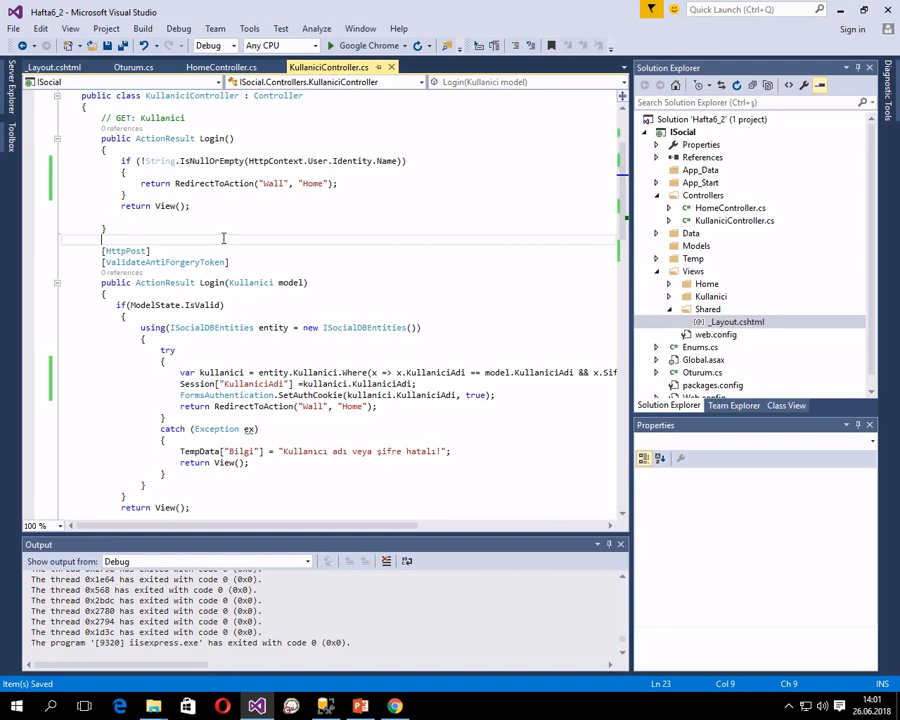 Hafta6_2 - Microsoft Visual Studio
Quick Launch (Ctrl+Q)
File Edit View Project Build Debug Team Tools Test Analyze Window Help
Sign in
Debug Any CPU Google Chrome
_Layout.cshtml Oturum.cs HomeController.cs KullaniciController.cs
ISocial ISocial.Controllers.KullaniciController Login(Kullanici model)
Server Explorer
Toolbox
public class KullaniciController : Controller
{
// GET: Kullanici
0 references
public ActionResult Login()
{
if (!String.IsNullOrEmpty(HttpContext.User.Identity.Name))
{
return RedirectToAction("Wall", "Home");
}
return View();
}
[HttpPost]
[ValidateAntiForgeryToken]
0 references
public ActionResult Login(Kullanici model)
{
if(ModelState.IsValid)
{
using(ISocialDBEntities entity = new ISocialDBEntities())
{
try
{
var kullanici = entity.Kullanici.Where(x => x.KullaniciAdi == model.KullaniciAdi && x.Sif
Session["KullaniciAdi"] =kullanici.KullaniciAdi;
FormsAuthentication.SetAuthCookie(kullanici.KullaniciAdi, true);
return RedirectToAction("Wall", "Home");
}
catch (Exception ex)
{
TempData["Bilgi"] = "Kullanıcı adı veya şifre hatalı!";
return View();
}
}
}
return View();
100 %
Output
Show output from: Debug
The thread 0x1e64 has exited with code 0 (0x0).
The thread 0x568 has exited with code 0 (0x0).
The thread 0x2bdc has exited with code 0 (0x0).
The thread 0x2780 has exited with code 0 (0x0).
The thread 0x2794 has exited with code 0 (0x0).
The thread 0x1d3c has exited with code 0 (0x0).
The program '[9320] iisexpress.exe' has exited with code 0 (0x0).
Solution Explorer
Search Solution Explorer (Ctrl+ş)
Solution 'Hafta6_2' (1 project)
ISocial
Properties
References
App_Data
App_Start
Controllers
HomeController.cs
KullaniciController.cs
Data
Models
Temp
Views
Home
Kullanici
Shared
_Layout.cshtml
web.config
Enums.cs
Global.asax
Oturum.cs
packages.config
Solution Explorer Team Explorer Class View
Properties
Diagnostic Tools
Item(s) Saved Ln 23 Col 9 Ch 9 INS
14:01
26.06.2018